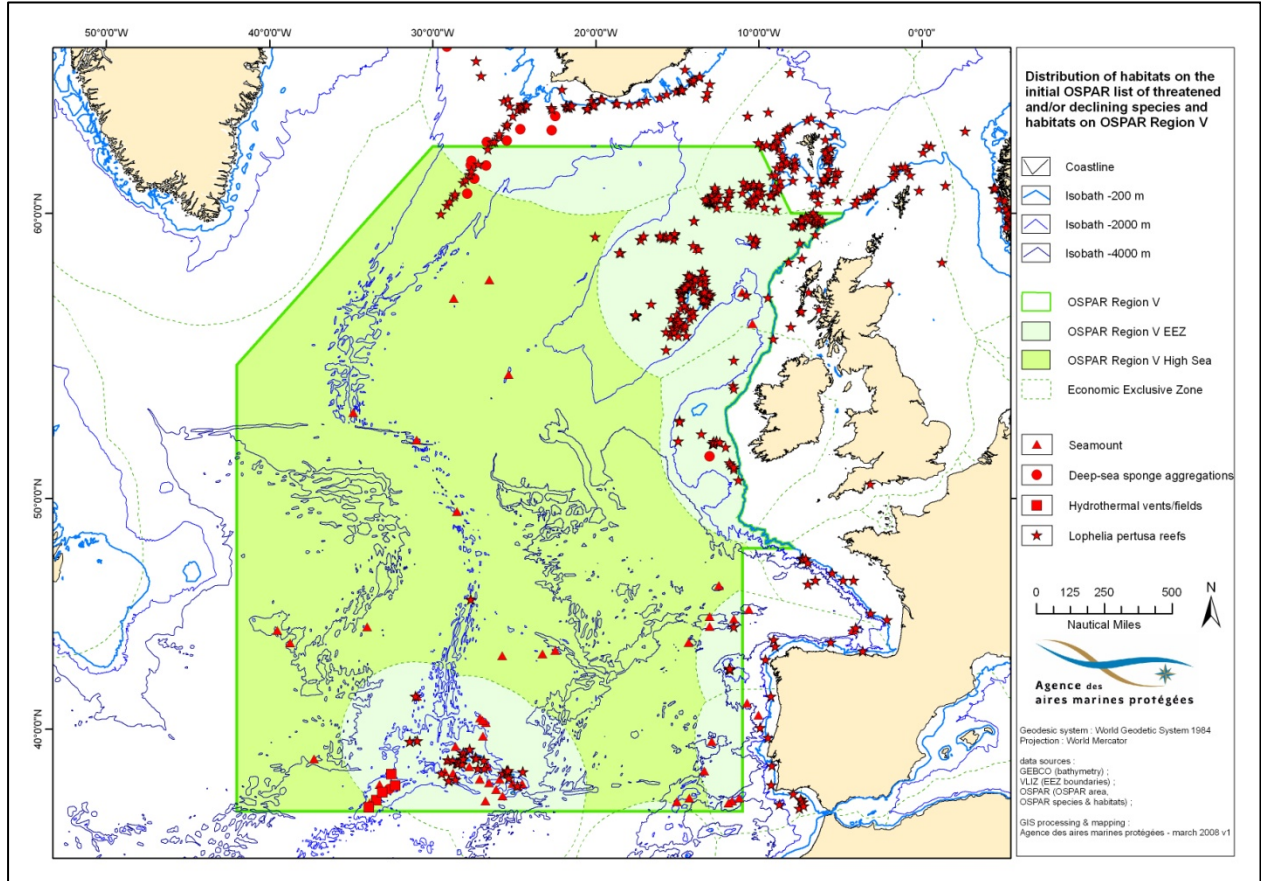 50°0'0"W
40°0'0"W
30°0'0"W
20°0'0"W
10°0'0"W
0°0'0"
60°0'0"N
50°0'0"N
40°0'0"N
Distribution of habitats on the
initial OSPAR list of threatened
and/or declining species and
habitats on OSPAR Region V
Coastline
Isobath -200 m
Isobath -2000 m
Isobath -4000 m
OSPAR Region V
OSPAR Region V EEZ
OSPAR Region V High Sea
Economic Exclusive Zone
Seamount
Deep-sea sponge aggregations
Hydrothermal vents/fields
Lophelia pertusa reefs
0 125 250 500
Nautical Miles
N
Agence des
aires marines protégées
Geodesic system : World Geodetic System 1984
Projection : World Mercator
data sources :
GEBCO (bathymetry) ;
VLIZ (EEZ boundaries) ;
OSPAR (OSPAR area,
OSPAR species & habitats) ;
GIS processing & mapping :
Agence des aires marines protégées - march 2008 v1